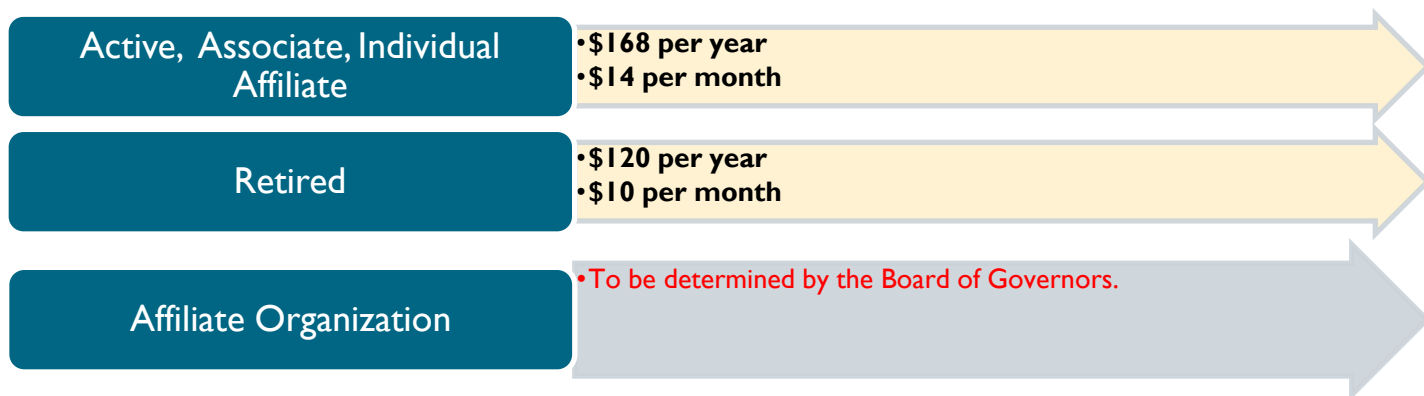 Active, Associate, Individual
Affiliate
•$168 per year
•$14 per month
Retired
•$120 per year
•$10 per month
Affiliate Organization
•To be determined by the Board of Governors.